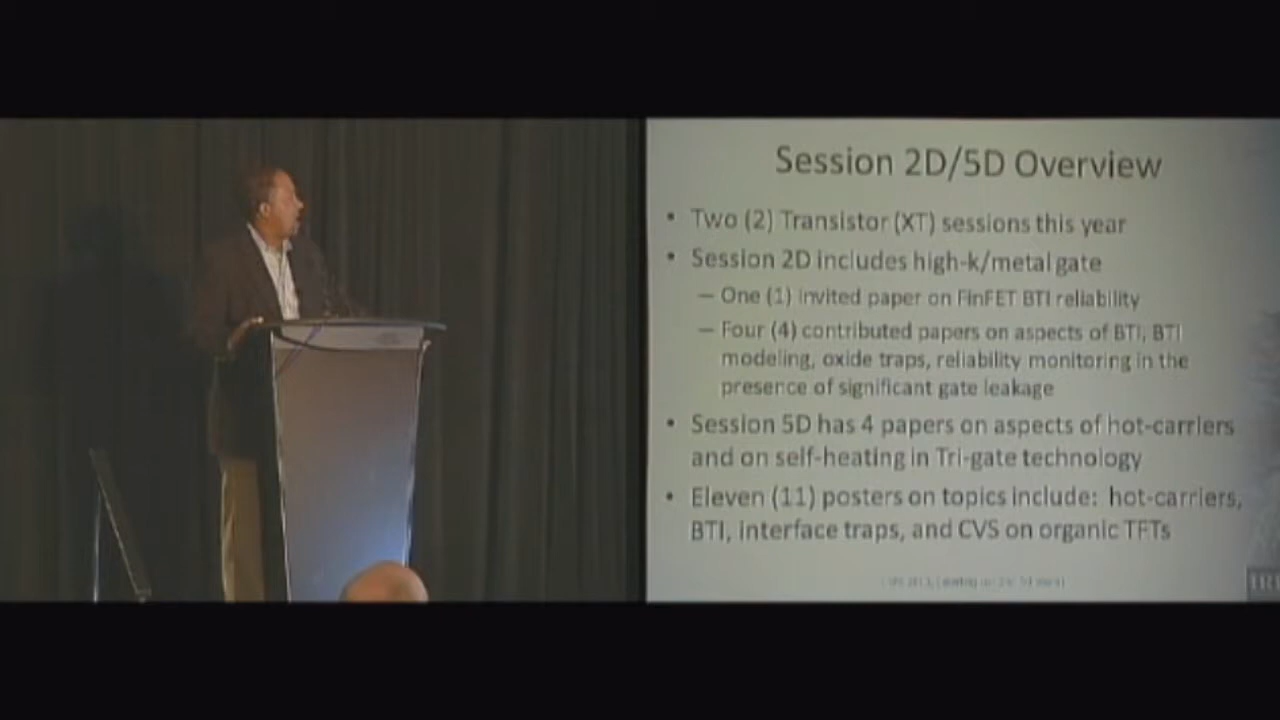 Session 2D/5D Overview
• Two (2) Transistor (XT) sessions this year
• Session 2D includes high-k/metal gate
– One (1) invited paper on FinFET BTI reliability
– Four (4) contributed papers on aspects of BTI, BTI
modeling, oxide traps, reliability monitoring in the
presence of significant gate leakage
• Session 5D has 4 papers on aspects of hot-carriers
and on self-heating in Tri-gate technology
• Eleven (11) posters on topics include: hot-carriers,
BTI, interface traps, and CVS on organic TFTs